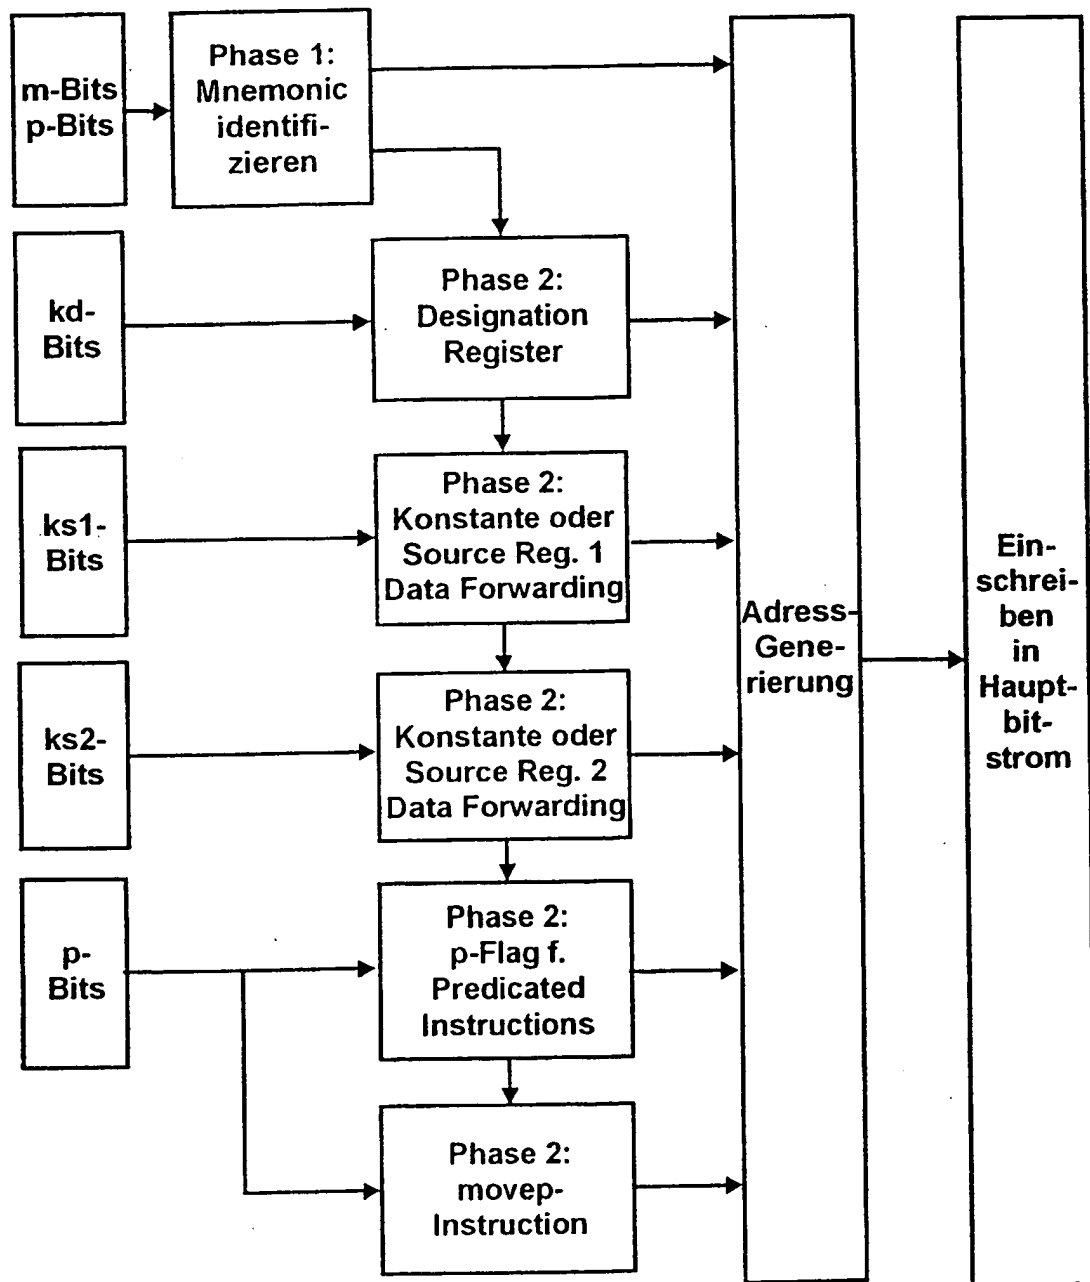 m-Bits
p-Bits
Phase 1:
Mnemonic
identifi-
zieren
kd-
Bits
Phase 2:
Designation
Register
ks1-
Bits
Phase 2:
Konstante oder
Source Reg. 1
Data Forwarding
ks2-
Bits
Phase 2:
Konstante oder
Source Reg. 2
Data Forwarding
p-
Bits
Phase 2:
p-Flag f.
Predicated
Instructions
Phase 2:
movep-
Instruction
Adress-
Gene-
rierung
Ein-
schrei-
ben
in
Haupt-
bit-
strom